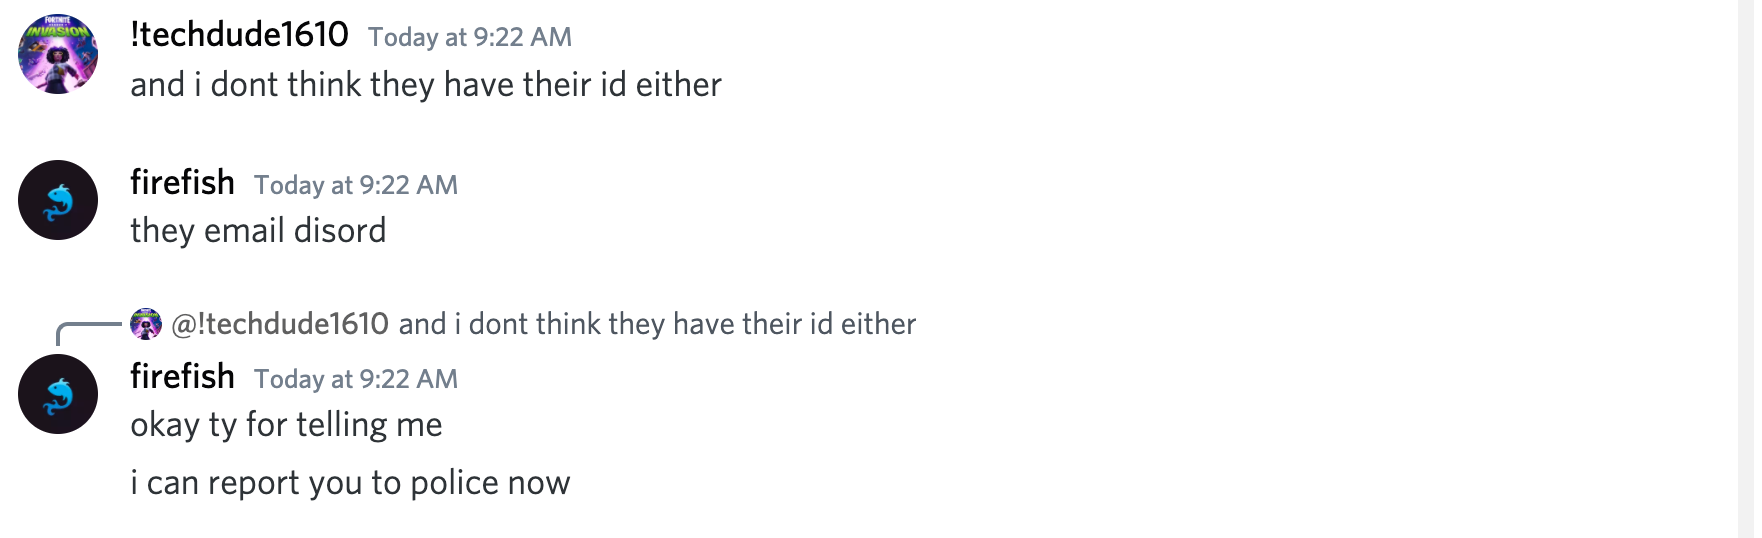 FORTNITE
INVASION
!techdude1610 Today at 9:22 AM
and i dont think they have their id either
firefish Today at 9:22 AM
they email disord
@!techdude1610 and i dont think they have their id either
firefish Today at 9:22 AM
okay ty for telling me
i can report you to police now